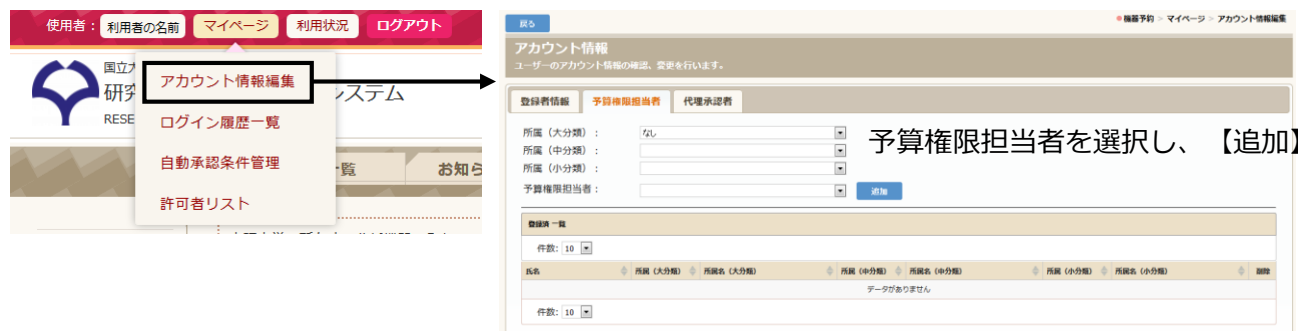 使用者： 利用者の名前 マイページ 利用状況 ログアウト
国立大
研究
システム
RESE
アカウント情報編集
ログイン履歴一覧
自動承認条件管理
許可者リスト
覧
お知ら
戻る
機器予約 > マイページ > アカウント情報編集
アカウント情報
ユーザーのアカウント情報の確認、変更を行います。
登録者情報 予算権限担当者 代理承認者
所属（大分類）： なし
所属（中分類）：
所属（小分類）：
予算権限担当者： 追加
予算権限担当者を選択し、【追加】
登録済 一覧
件数: 10
氏名 所属（大分類） 所属名（大分類） 所属（中分類） 所属名（中分類） 所属（小分類） 所属名（小分類） 削除
データがありません
件数: 10